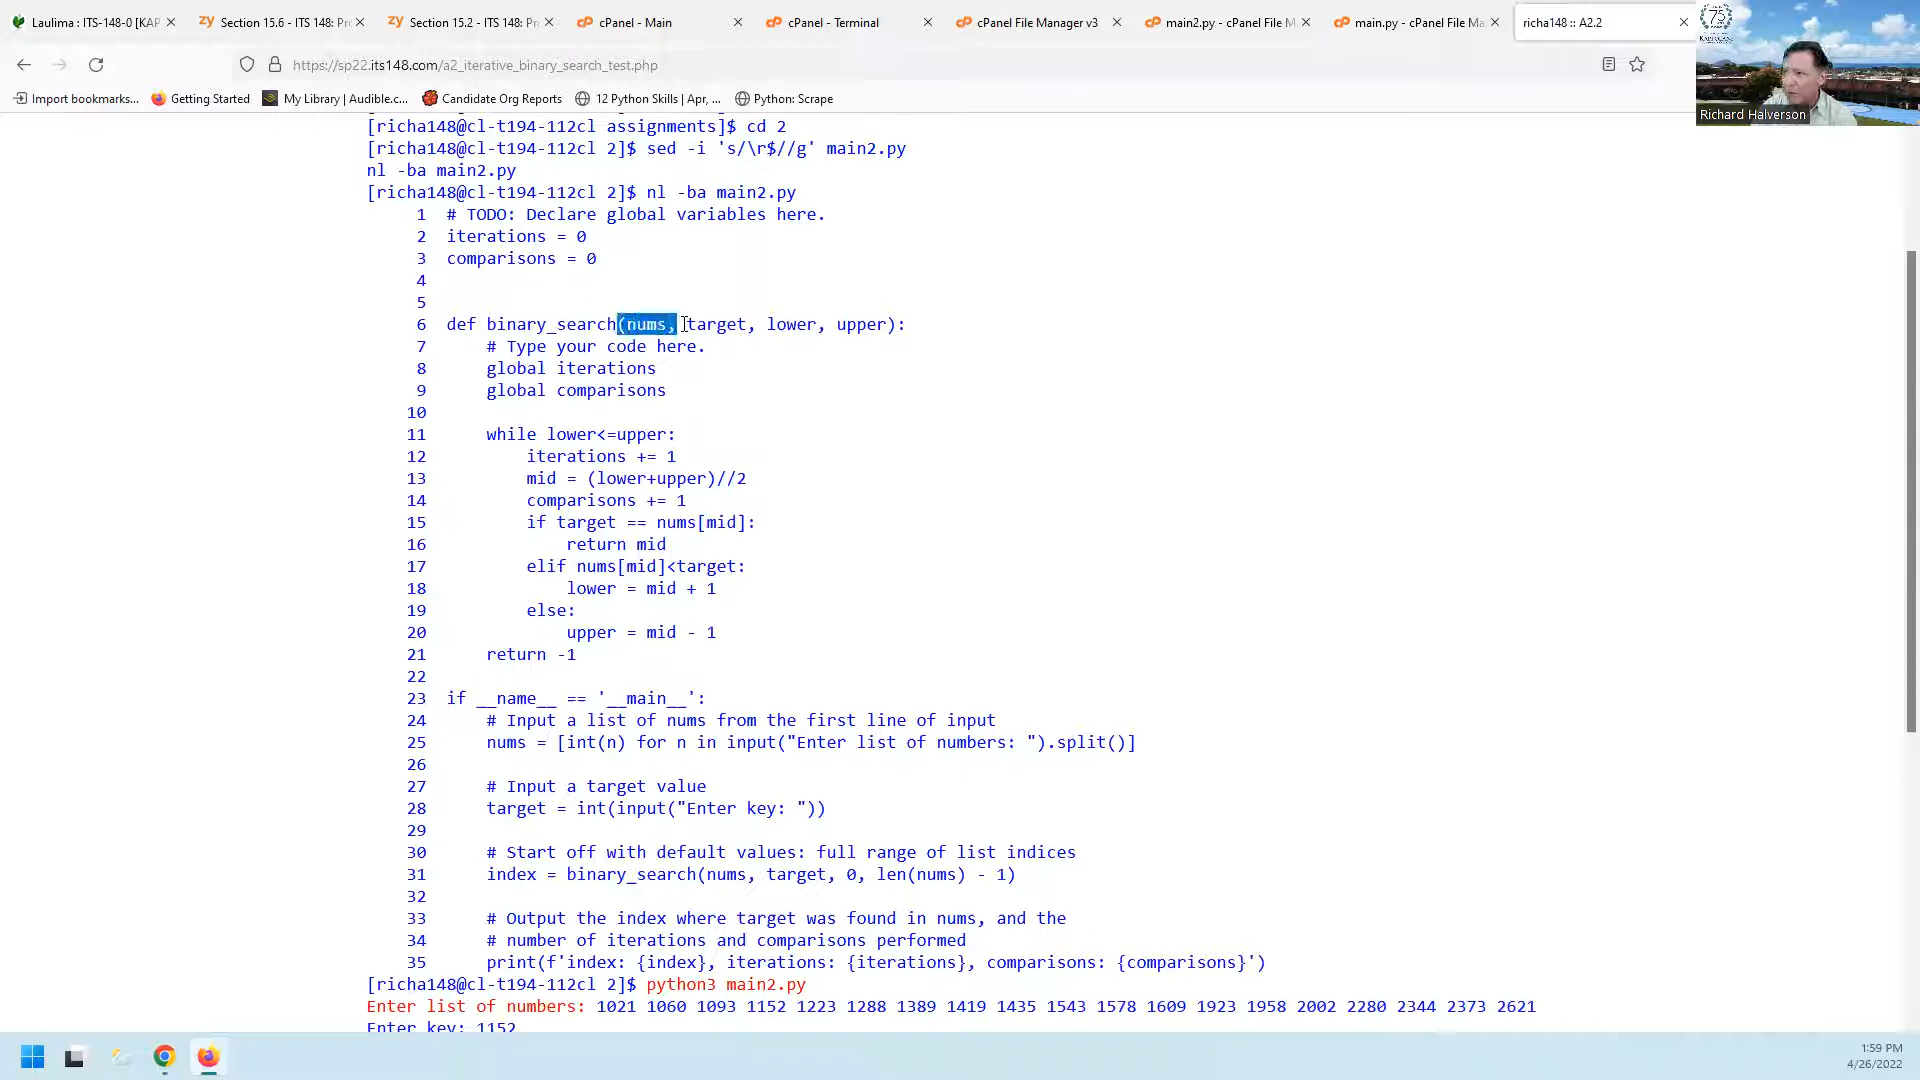 Laulima : ITS-148-0 [KAP
Section 15.6 - ITS 148: Pr
Section 15.2 - ITS 148: Pr
cPanel - Main
cPanel - Terminal
cPanel File Manager v3
main2.py - cPanel File M
main.py - cPanel File Ma
richa148 :: A2.2
https://sp22.its148.com/a2_iterative_binary_search_test.php
Import bookmarks...
Getting Started
My Library | Audible.c...
Candidate Org Reports
12 Python Skills | Apr, ...
Python: Scrape
75
Richard Halverson
[richa148@cl-t194-112cl assignments]$ cd 2
[richa148@cl-t194-112cl 2]$ sed -i 's/\r$//g' main2.py
nl -ba main2.py
[richa148@cl-t194-112cl 2]$ nl -ba main2.py
1 # TODO: Declare global variables here.
2 iterations = 0
3 comparisons = 0
4
5
6 def binary_search(nums, target, lower, upper):
7     # Type your code here.
8     global iterations
9     global comparisons
10
11     while lower<=upper:
12         iterations += 1
13         mid = (lower+upper)//2
14         comparisons += 1
15         if target == nums[mid]:
16             return mid
17         elif nums[mid]<target:
18             lower = mid + 1
19         else:
20             upper = mid - 1
21     return -1
22
23 if __name__ == '__main__':
24     # Input a list of nums from the first line of input
25     nums = [int(n) for n in input("Enter list of numbers: ").split()]
26
27     # Input a target value
28     target = int(input("Enter key: "))
29
30     # Start off with default values: full range of list indices
31     index = binary_search(nums, target, 0, len(nums) - 1)
32
33     # Output the index where target was found in nums, and the
34     # number of iterations and comparisons performed
35     print(f'index: {index}, iterations: {iterations}, comparisons: {comparisons}')
[richa148@cl-t194-112cl 2]$ python3 main2.py
Enter list of numbers: 1021 1060 1093 1152 1223 1288 1389 1419 1435 1543 1578 1609 1923 1958 2002 2280 2344 2373 2621
Enter key: 1152
1:59 PM
4/26/2022